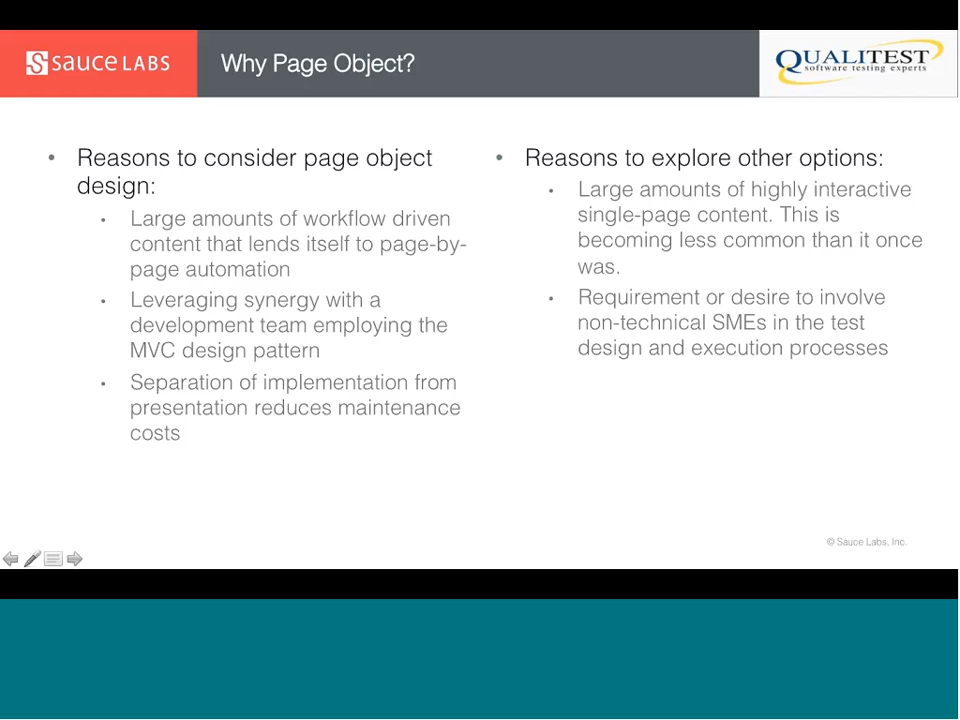 SAUCE LABS
Why Page Object?
QUALITEST
software testing experts
• Reasons to consider page object
design:
• Large amounts of workflow driven
content that lends itself to page-by-
page automation
• Leveraging synergy with a
development team employing the
MVC design pattern
• Separation of implementation from
presentation reduces maintenance
costs
• Reasons to explore other options:
• Large amounts of highly interactive
single-page content. This is
becoming less common than it once
was.
• Requirement or desire to involve
non-technical SMEs in the test
design and execution processes
© Sauce Labs, Inc.